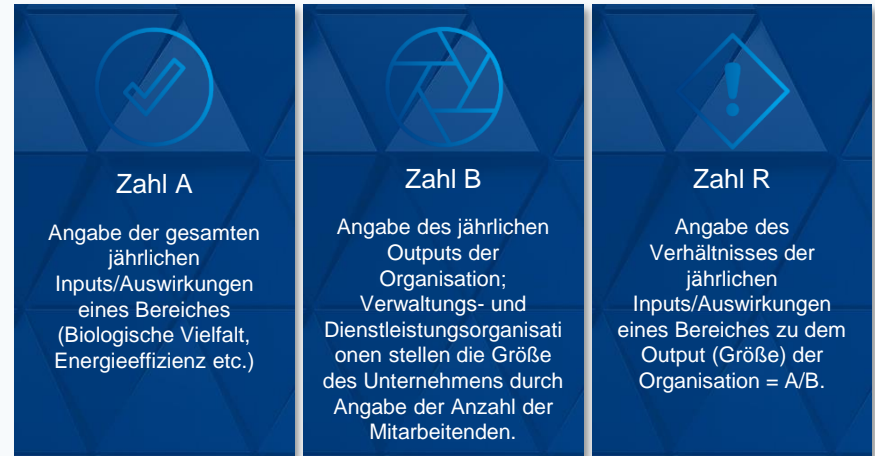 Zahl A
Angabe der gesamten
jährlichen
Inputs/Auswirkungen
eines Bereiches
(Biologische Vielfalt,
Energieeffizienz etc.)
Zahl B
Angabe des jährlichen
Outputs der
Organisation;
Verwaltungs- und
Dienstleistungsorganisati
onen stellen die Größe
des Unternehmens durch
Angabe der Anzahl der
Mitarbeitenden.
Zahl R
Angabe des
Verhältnisses der
jährlichen
Inputs/Auswirkungen
eines Bereiches zu dem
Output (Größe) der
Organisation = A/B.